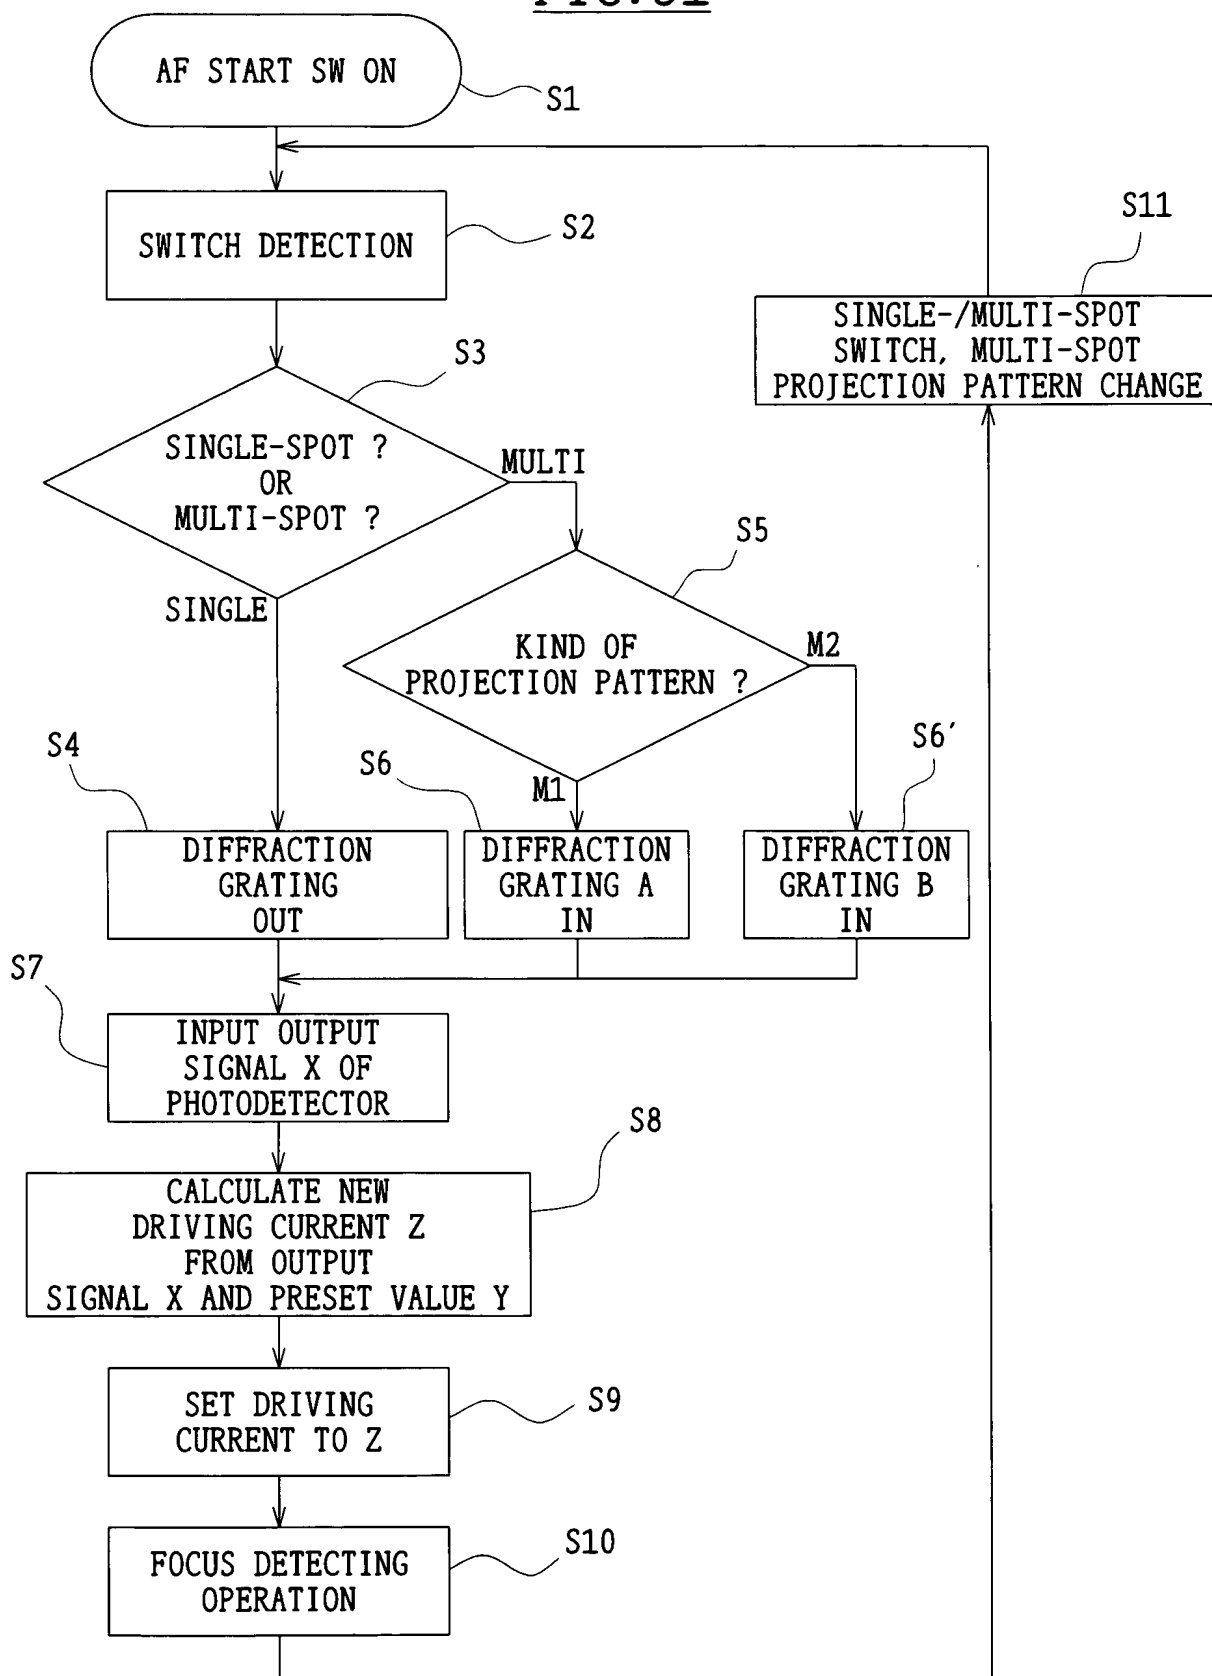 AF START SW ON
S1
SWITCH DETECTION
S2
S11
SINGLE-/MULTI-SPOT
SWITCH, MULTI-SPOT
PROJECTION PATTERN CHANGE
S3
SINGLE-SPOT ?
OR
MULTI-SPOT ?
MULTI
SINGLE
S5
KIND OF
PROJECTION PATTERN ?
M2
M1
S4
DIFFRACTION
GRATING
OUT
S6
DIFFRACTION
GRATING A
IN
S6′
DIFFRACTION
GRATING B
IN
S7
INPUT OUTPUT
SIGNAL X OF
PHOTODETECTOR
S8
CALCULATE NEW
DRIVING CURRENT Z
FROM OUTPUT
SIGNAL X AND PRESET VALUE Y
SET DRIVING
CURRENT TO Z
S9
FOCUS DETECTING
OPERATION
S10